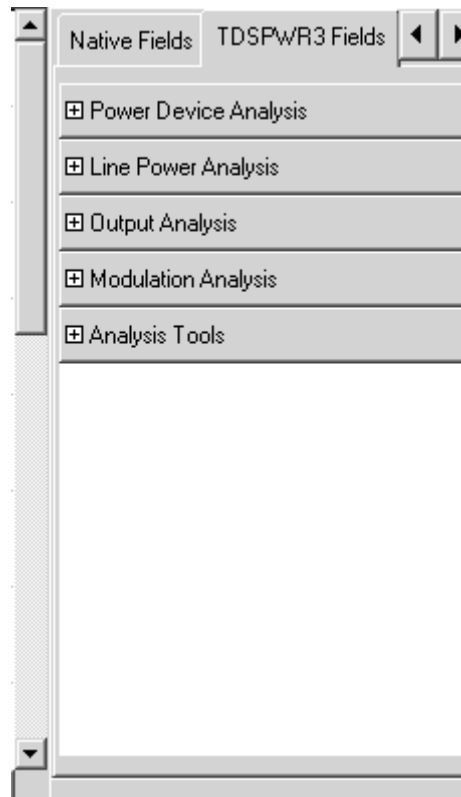 Native Fields
TDSPWR3 Fields
Power Device Analysis
Line Power Analysis
Output Analysis
Modulation Analysis
Analysis Tools